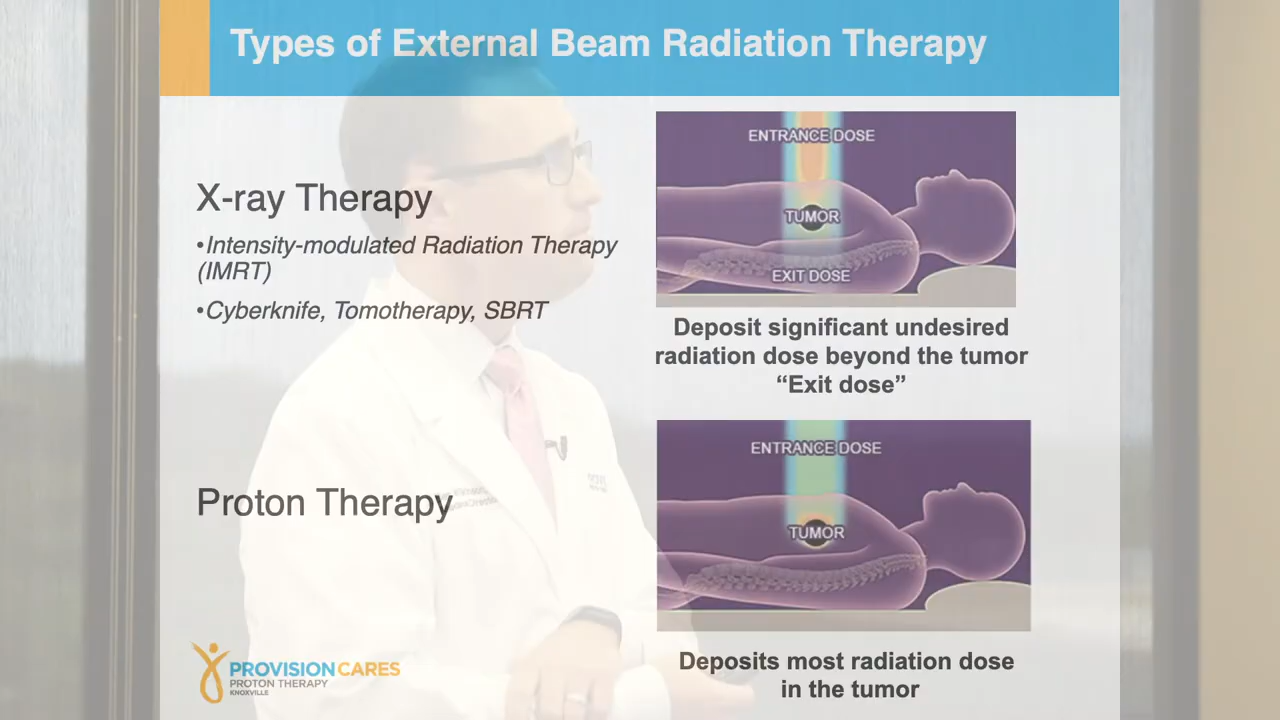 Types of External Beam Radiation Therapy
X-ray Therapy
•Intensity-modulated Radiation Therapy
(IMRT)
•Cyberknife, Tomotherapy, SBRT
ENTRANCE DOSE
TUMOR
EXIT DOSE
Deposit significant undesired
radiation dose beyond the tumor
“Exit dose”
Proton Therapy
ENTRANCE DOSE
TUMOR
Deposits most radiation dose
in the tumor
PROVISION CARES
PROTON THERAPY
KNOXVILLE